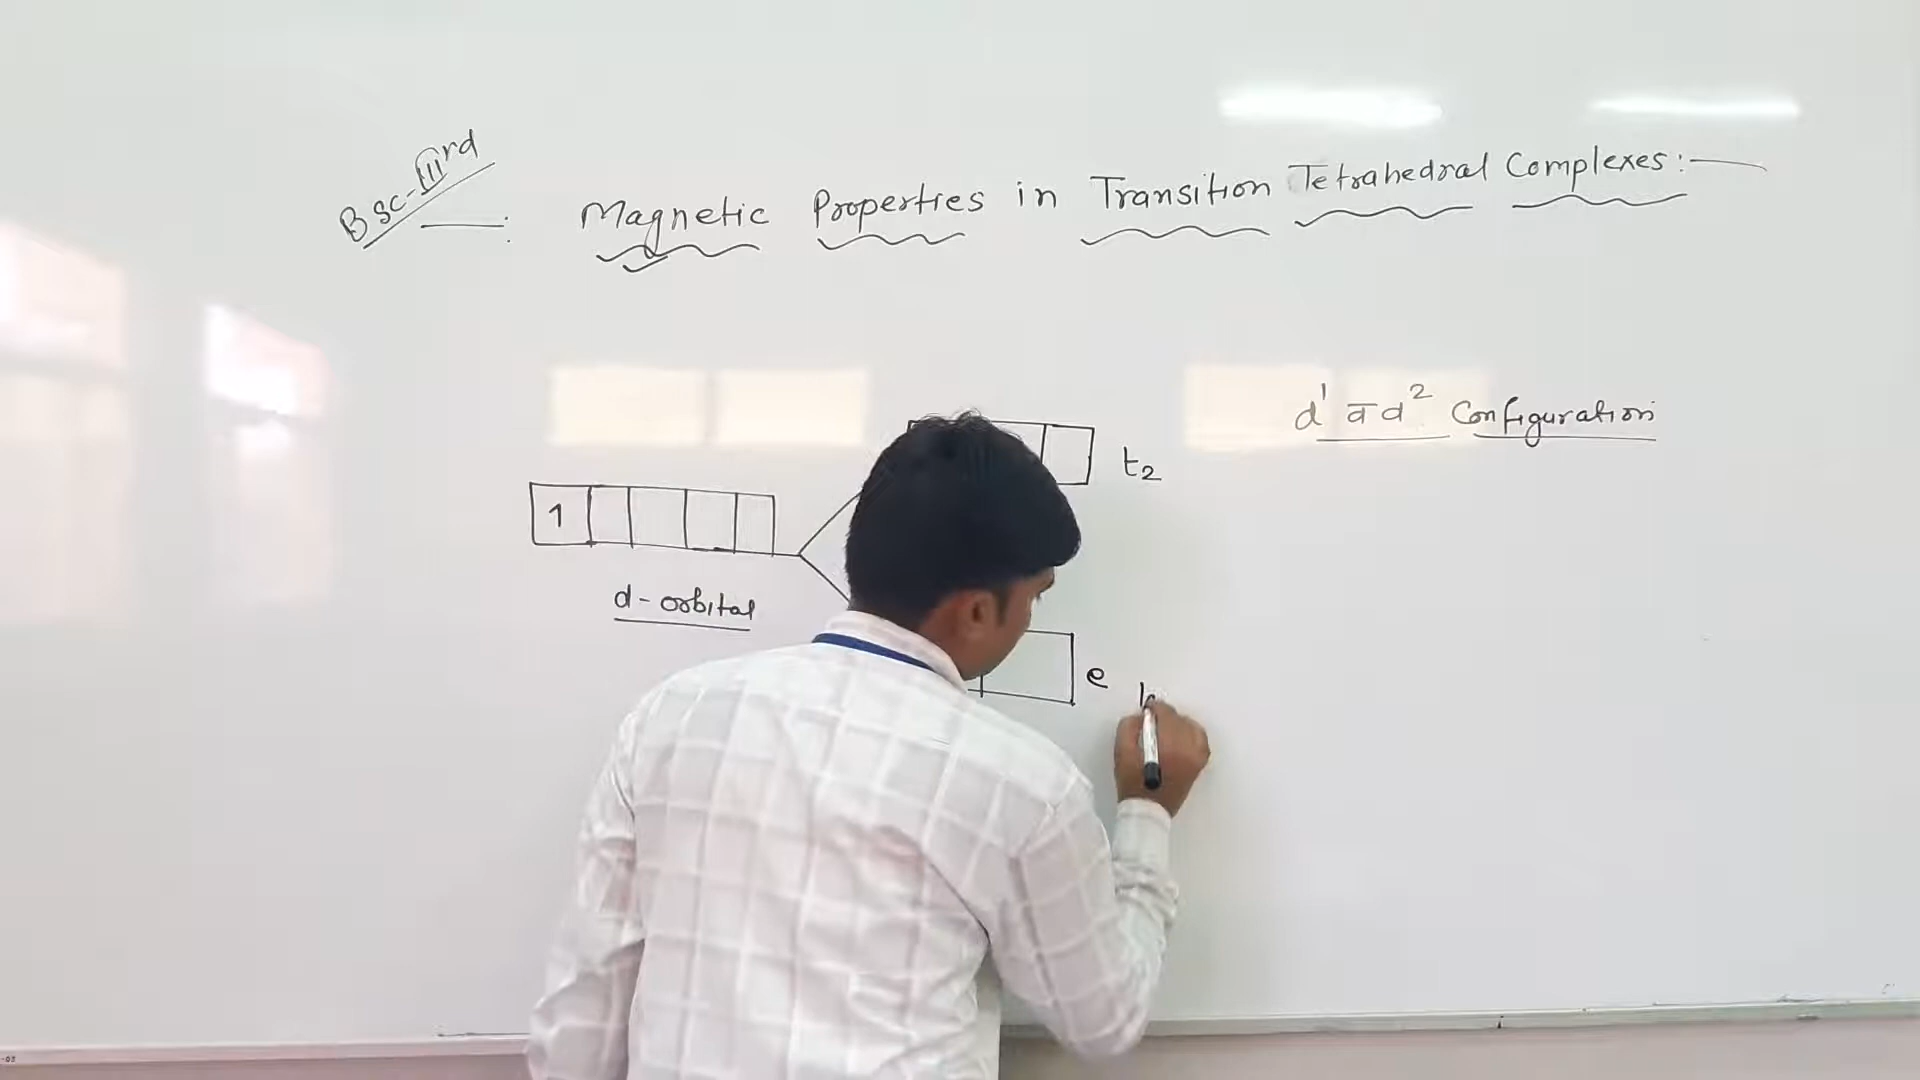 Bsc-IIIrd
Magnetic Properties in Transition Tetrahedral Complexes:-
d¹ व d² Configuration
t₂
1
d-orbital
e